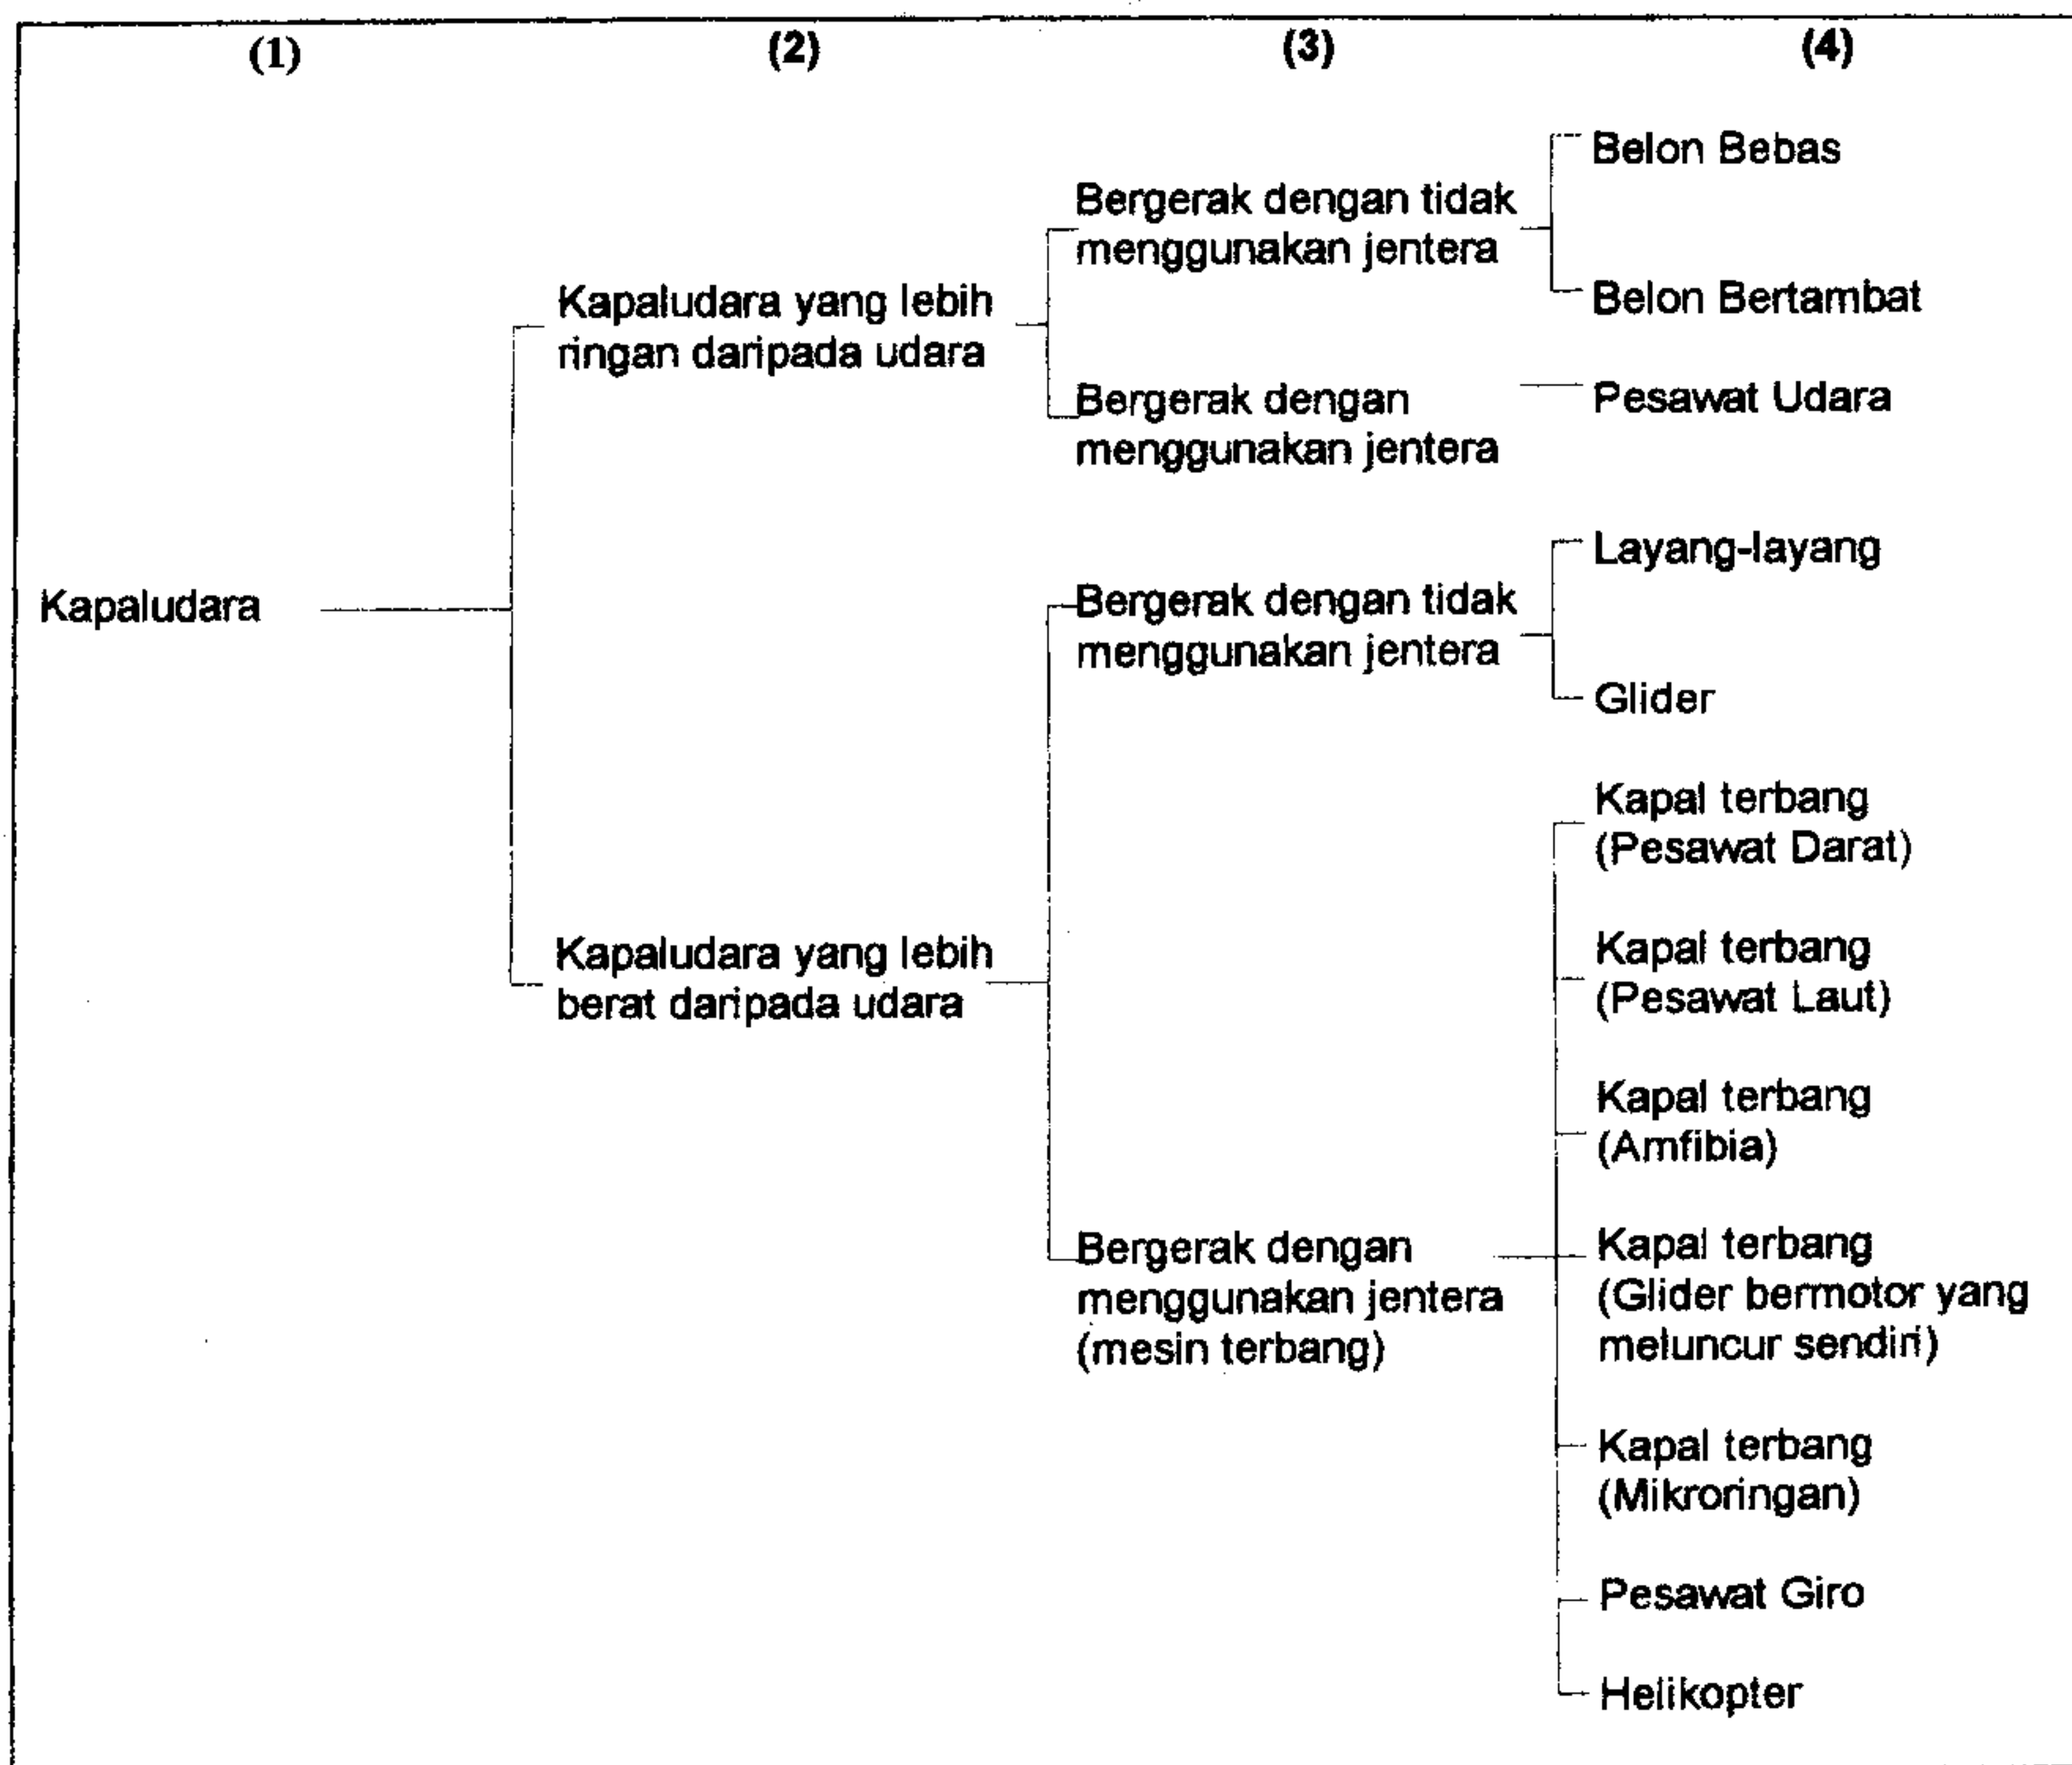 (1) (2) (3) (4)
Belon Bebas
Bergerak dengan tidak
menggunakan jentera
Belon Bertambat
Kapaludara yang lebih
ringan daripada udara
Bergerak dengan
menggunakan jentera
Pesawat Udara
Layang-layang
Kapaludara
Bergerak dengan tidak
menggunakan jentera
Glider
Kapal terbang
(Pesawat Darat)
Kapaludara yang lebih
berat daripada udara
Kapal terbang
(Pesawat Laut)
Kapal terbang
(Amfibia)
Bergerak dengan
menggunakan jentera
(mesin terbang)
Kapal terbang
(Glider bermotor yang
meluncur sendiri)
Kapal terbang
(Mikroringan)
Pesawat Giro
Helikopter